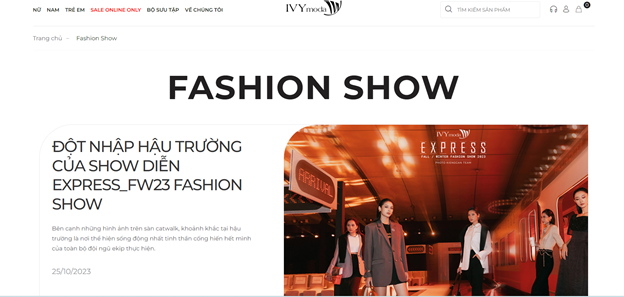 NỮ NAM TRẺ EM SALE ONLINE ONLY BỘ SƯU TẬP VỀ CHÚNG TÔI
IVY moda
TÌM KIẾM SẢN PHẨM
0
Trang chủ – Fashion Show
FASHION SHOW
ĐỘT NHẬP HẬU TRƯỜNG
CỦA SHOW DIỄN
EXPRESS_FW23 FASHION
SHOW
Bên cạnh những hình ảnh trên sàn catwalk, khoảnh khắc tại hậu
trường là nơi thể hiện sống động nhất tinh thần cống hiến hết mình
của toàn bộ đội ngũ ekip thực hiện.
25/10/2023
IVY moda
EXPRESS
FALL / WINTER FASHION SHOW 2023
ARRIVAL